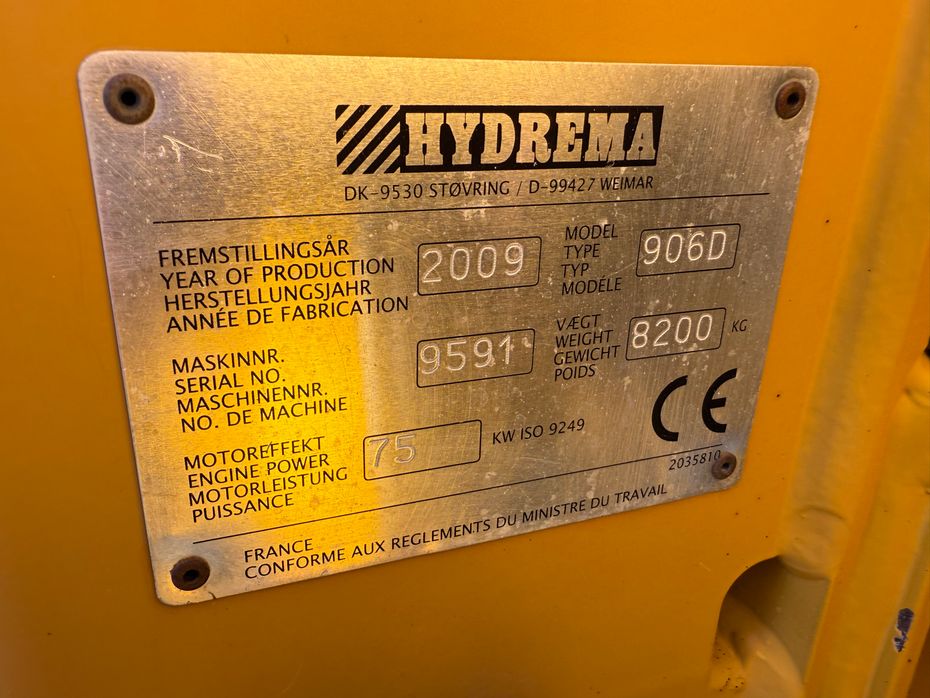 HYDREMA
DK-9530 STØVRING / D-99427 WEIMAR
FREMSTILLINGSÅR
YEAR OF PRODUCTION
HERSTELLUNGSJAHR
ANNÉE DE FABRICATION
2009
MODEL
TYPE
TYP
MODÉLE
906D
MASKINNR.
SERIAL NO.
MASCHINENNR.
NO. DE MACHINE
9591
VÆGT
WEIGHT
GEWICHT
POIDS
8200 KG
MOTOREFFEKT
ENGINE POWER
MOTORLEISTUNG
PUISSANCE
75 KW ISO 9249
CE
2035810
FRANCE
CONFORME AUX REGLEMENTS DU MINISTRE DU TRAVAIL